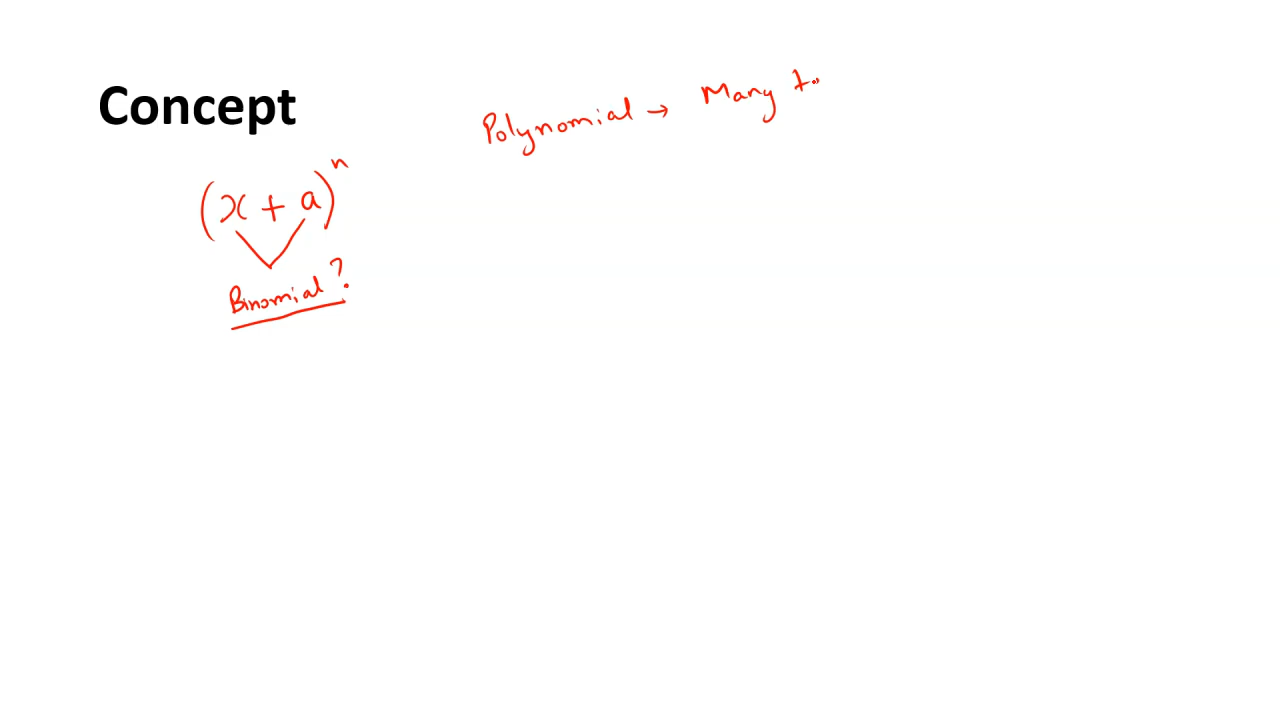 Concept
Polynomial → Many t
(x + a)^n
Binomial?